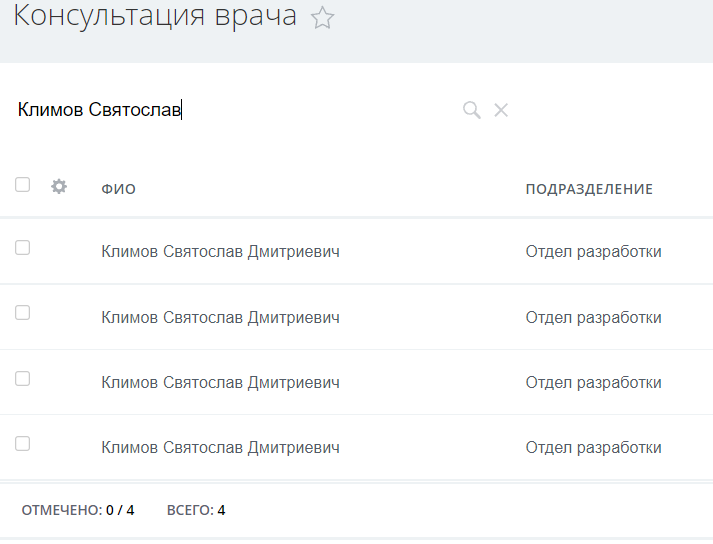 Консультация врача
Климов Святослав
ФИО ПОДРАЗДЕЛЕНИЕ
Климов Святослав Дмитриевич Отдел разработки
Климов Святослав Дмитриевич Отдел разработки
Климов Святослав Дмитриевич Отдел разработки
Климов Святослав Дмитриевич Отдел разработки
ОТМЕЧЕНО: 0 / 4 ВСЕГО: 4